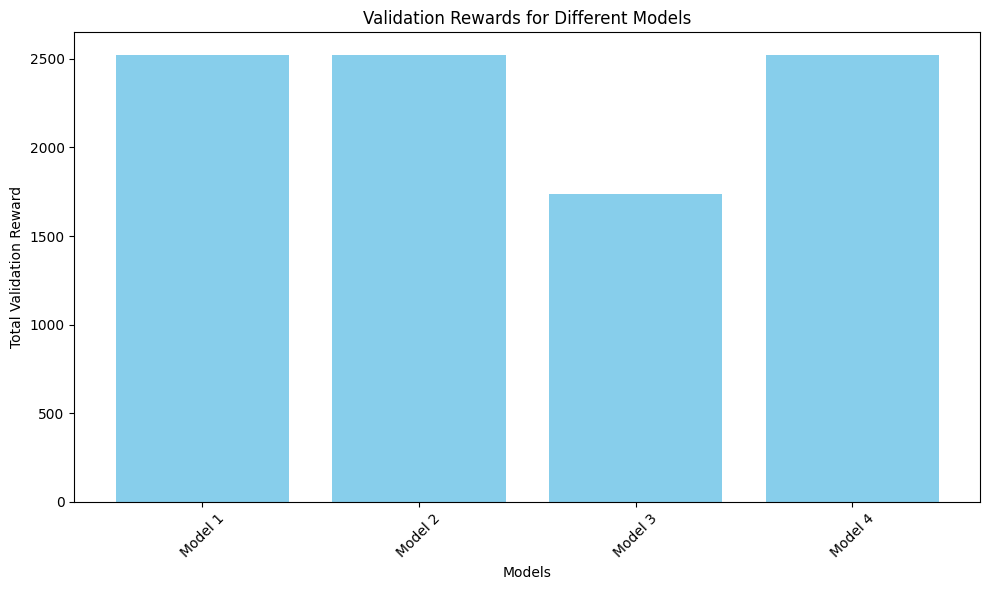 Validation Rewards for Different Models
Total Validation Reward
2500
2000
1500
1000
500
0
Model 1
Model 2
Model 3
Model 4
Models